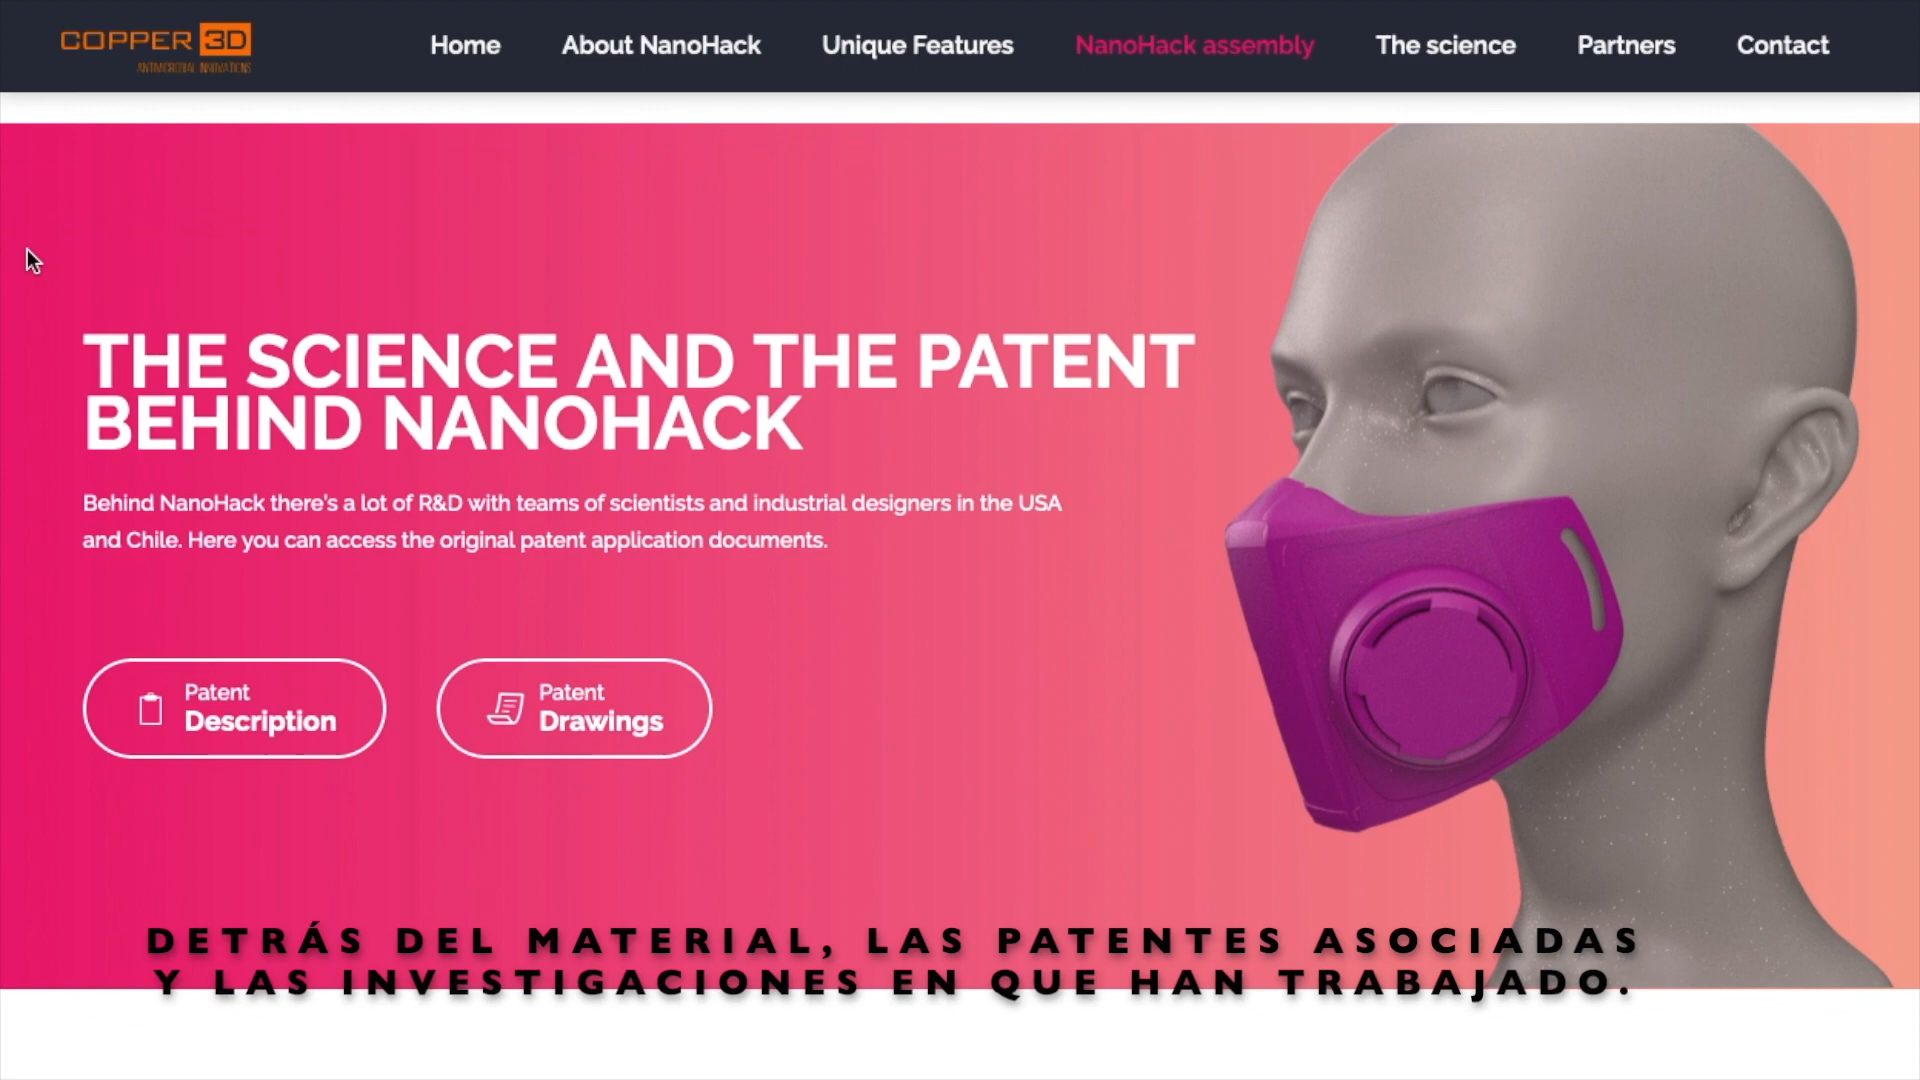 COPPER 3D
ANTIMICROBIAL INNOVATIONS
Home About NanoHack Unique Features NanoHack assembly The science Partners Contact
THE SCIENCE AND THE PATENT
BEHIND NANOHACK
Behind NanoHack there's a lot of R&D with teams of scientists and industrial designers in the USA
and Chile. Here you can access the original patent application documents.
Patent
Description
Patent
Drawings
DETRÁS DEL MATERIAL, LAS PATENTES ASOCIADAS
Y LAS INVESTIGACIONES EN QUE HAN TRABAJADO.